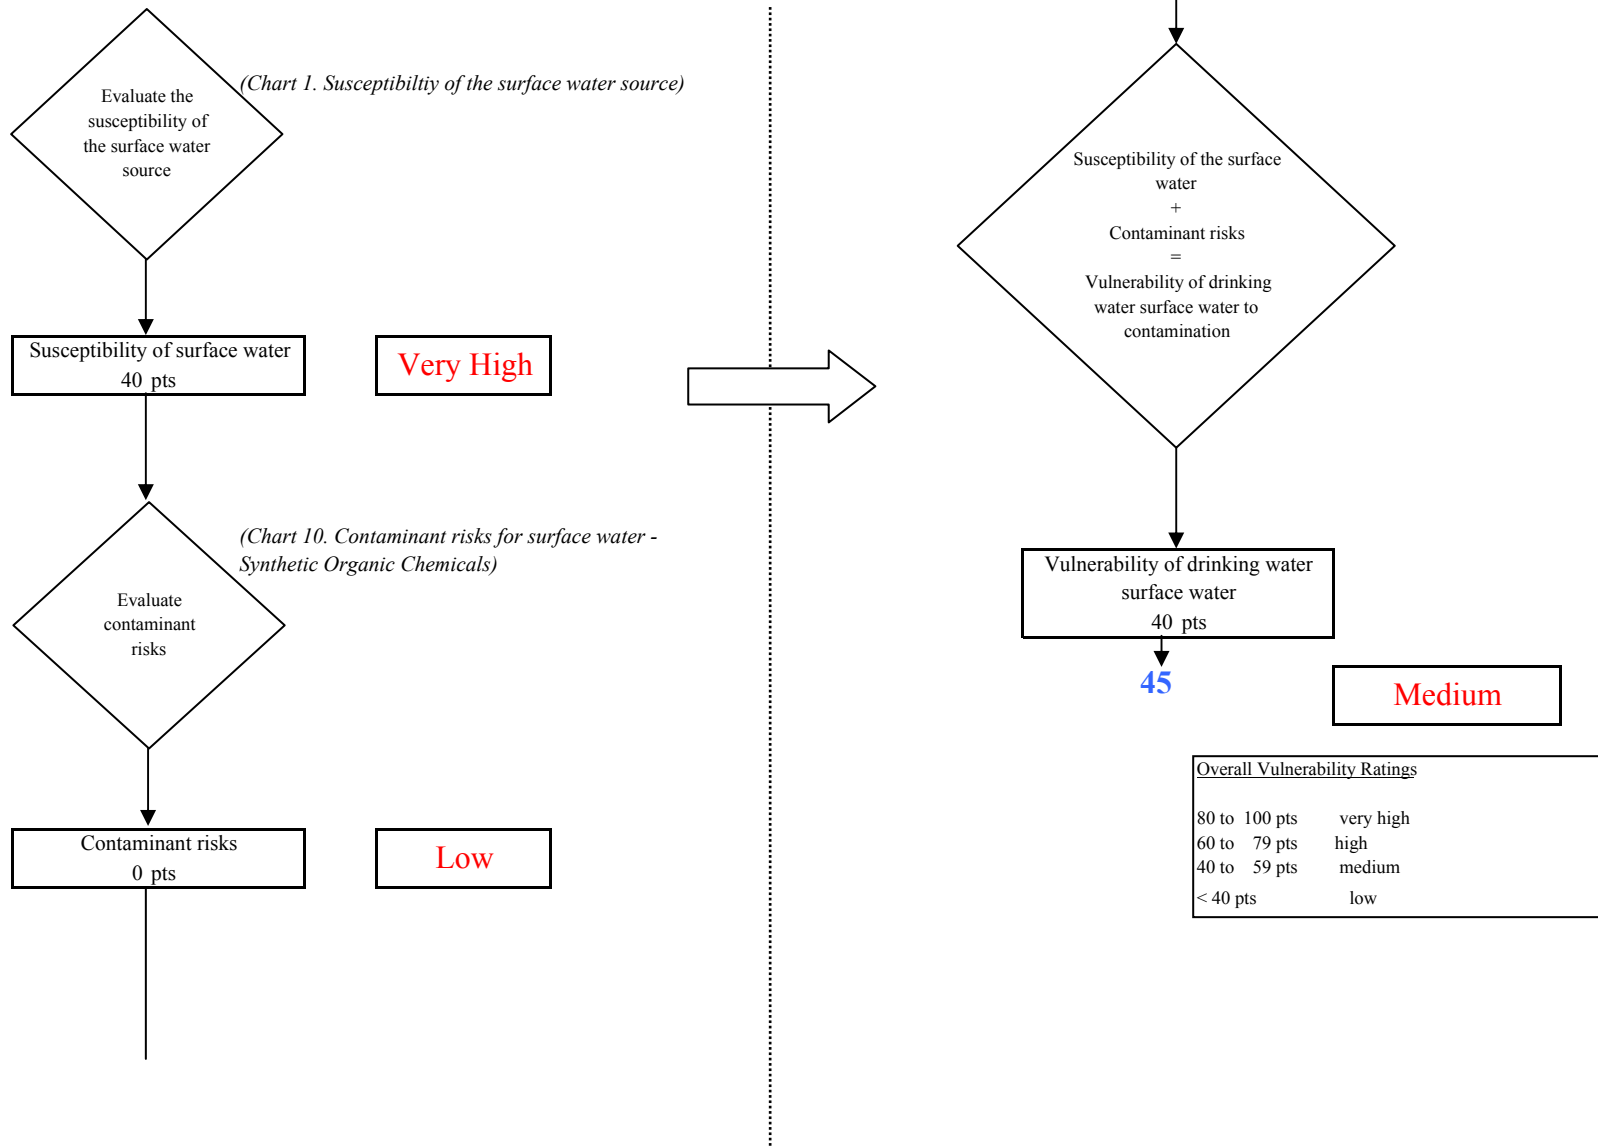 Evaluate the
susceptibility of
the surface water
source
(Chart 1. Susceptibiltiy of the surface water source)
Susceptibility of surface water
40 pts
Very High
Evaluate
contaminant
risks
(Chart 10. Contaminant risks for surface water -
Synthetic Organic Chemicals)
Contaminant risks
0 pts
Low
Susceptibility of the surface
water
+
Contaminant risks
=
Vulnerability of drinking
water surface water to
contamination
Vulnerability of drinking water
surface water
40 pts
45
Medium
Overall Vulnerability Ratings
80 to 100 pts very high
60 to 79 pts high
40 to 59 pts medium
< 40 pts low